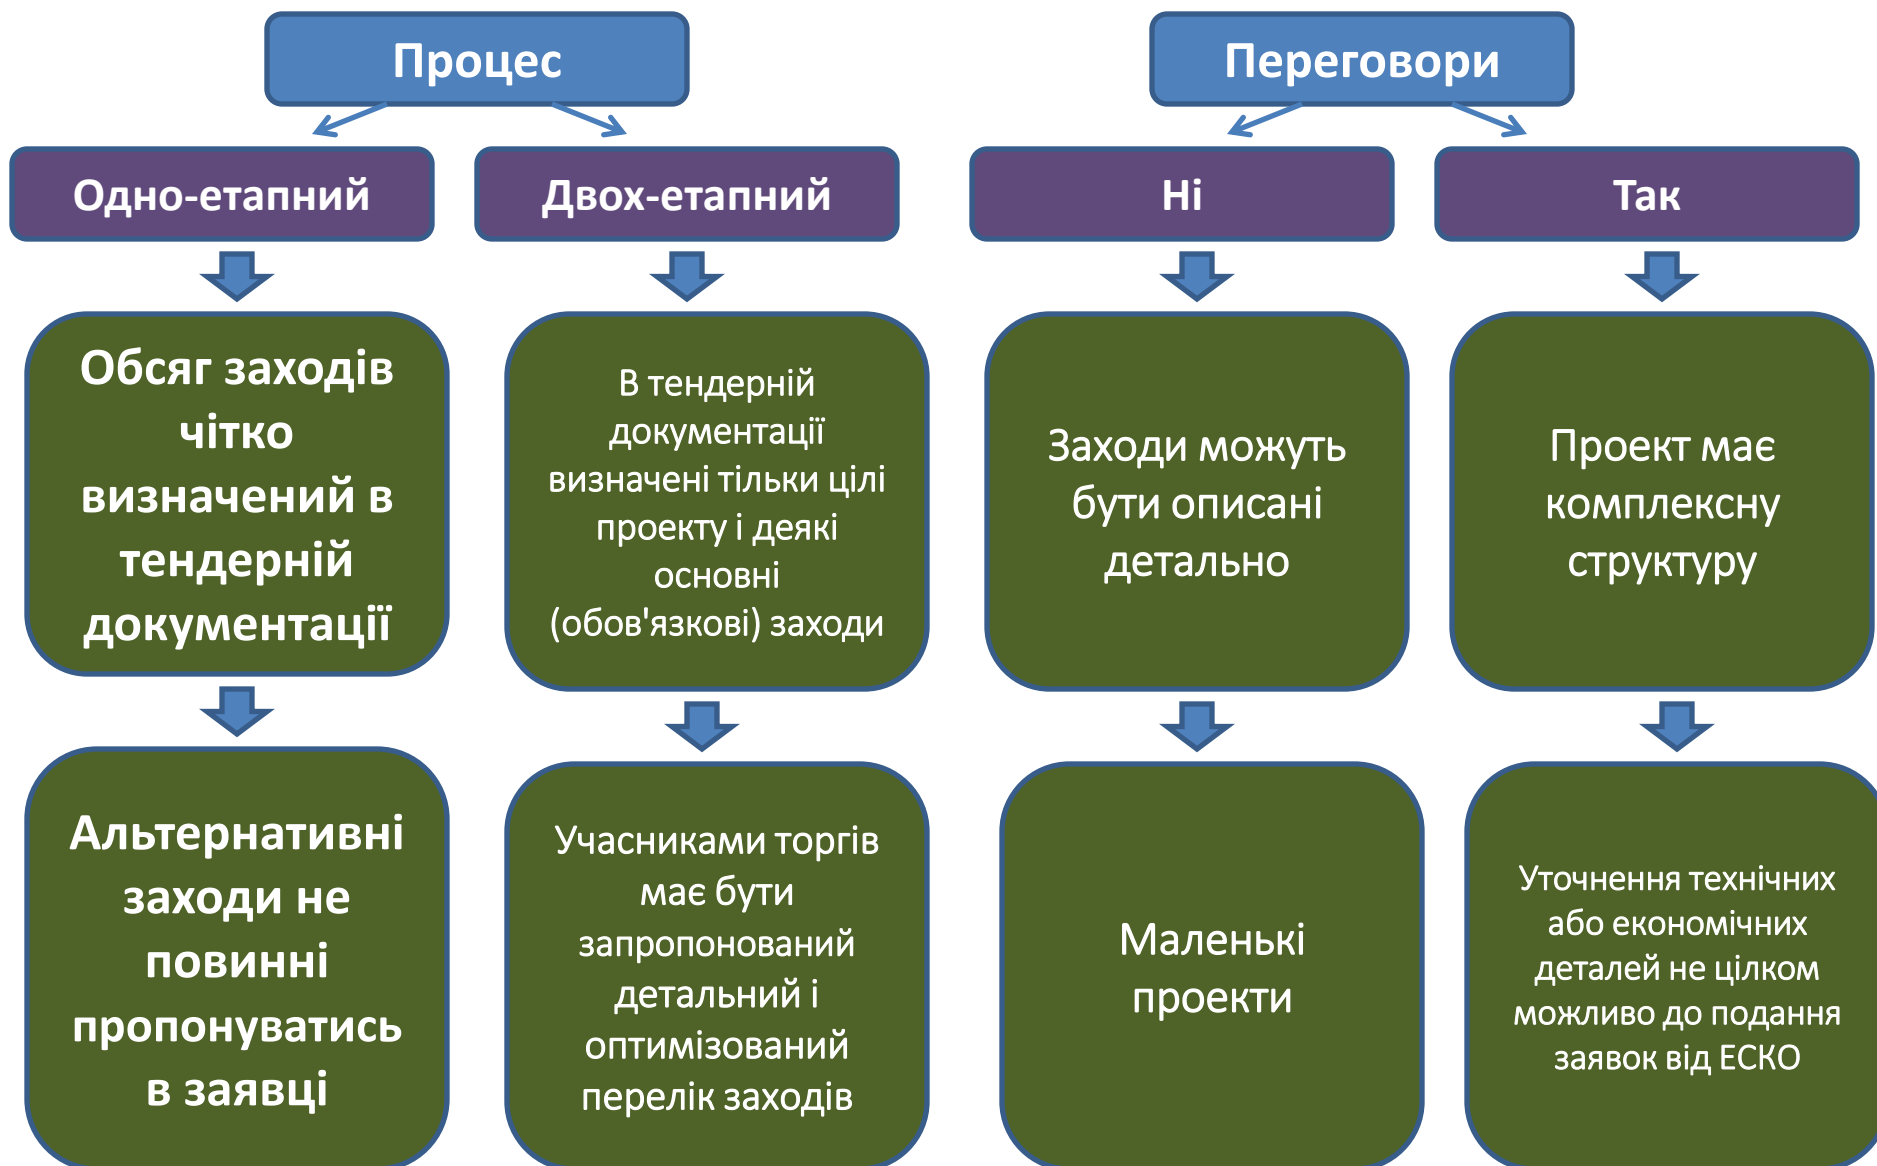 Процес
Переговори
Одно-етапний
Двох-етапний
Ні
Так
Обсяг заходів
чітко
визначений в
тендерній
документації
В тендерній
документації
визначені тільки цілі
проекту і деякі
основні
(обов'язкові) заходи
Заходи можуть
бути описані
детально
Проект має
комплексну
структуру
Альтернативні
заходи не
повинні
пропонуватись
в заявці
Учасниками торгів
має бути
запропонований
детальний і
оптимізований
перелік заходів
Маленькі
проекти
Уточнення технічних
або економічних
деталей не цілком
можливо до подання
заявок від ЕСКО